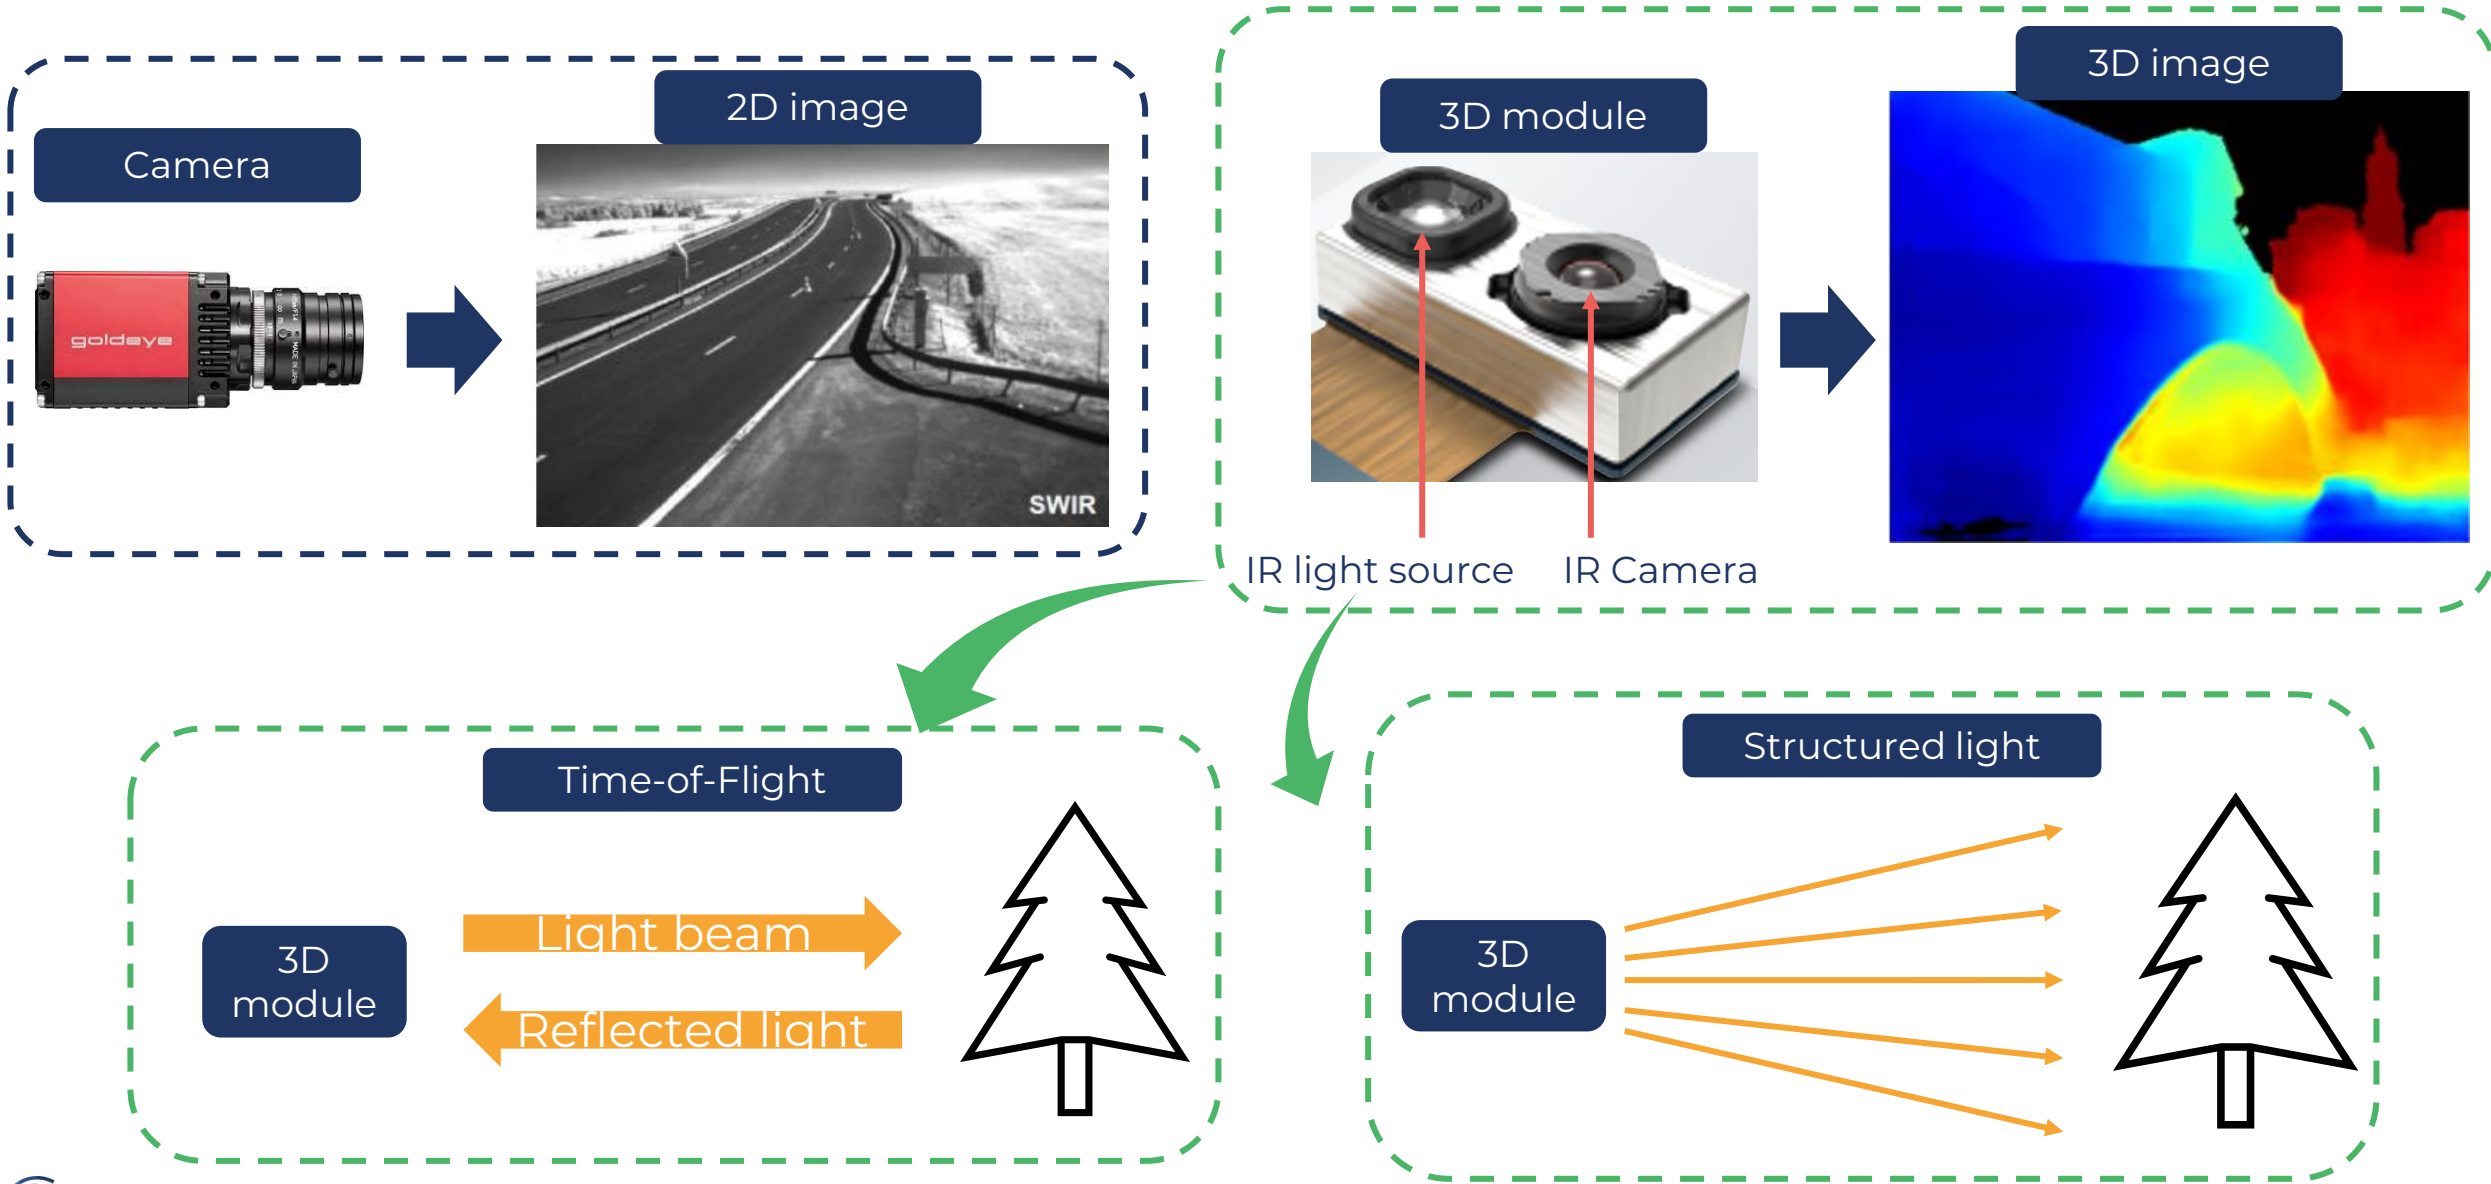 Camera
2D image
goldeye
SWIR
3D module
3D image
IR light source
IR Camera
Time-of-Flight
3D
module
Light beam
Reflected light
Structured light
3D
module